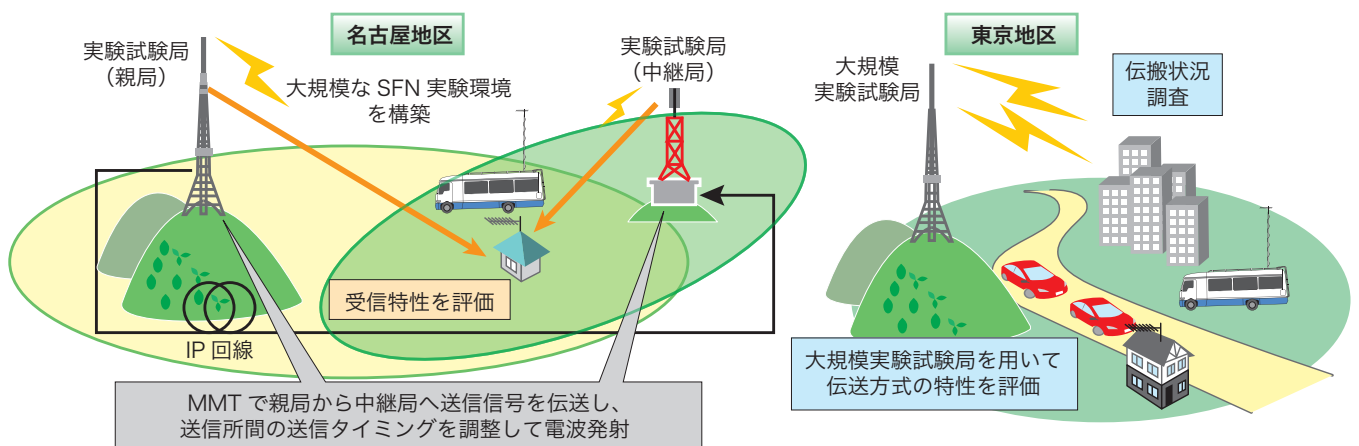 名古屋地区
実験試験局
（親局）
大規模な SFN 実験環境
を構築
実験試験局
（中継局）
受信特性を評価
IP 回線
MMT で親局から中継局へ送信信号を伝送し、
送信所間の送信タイミングを調整して電波発射
東京地区
大規模
実験試験局
伝搬状況
調査
大規模実験試験局を用いて
伝送方式の特性を評価